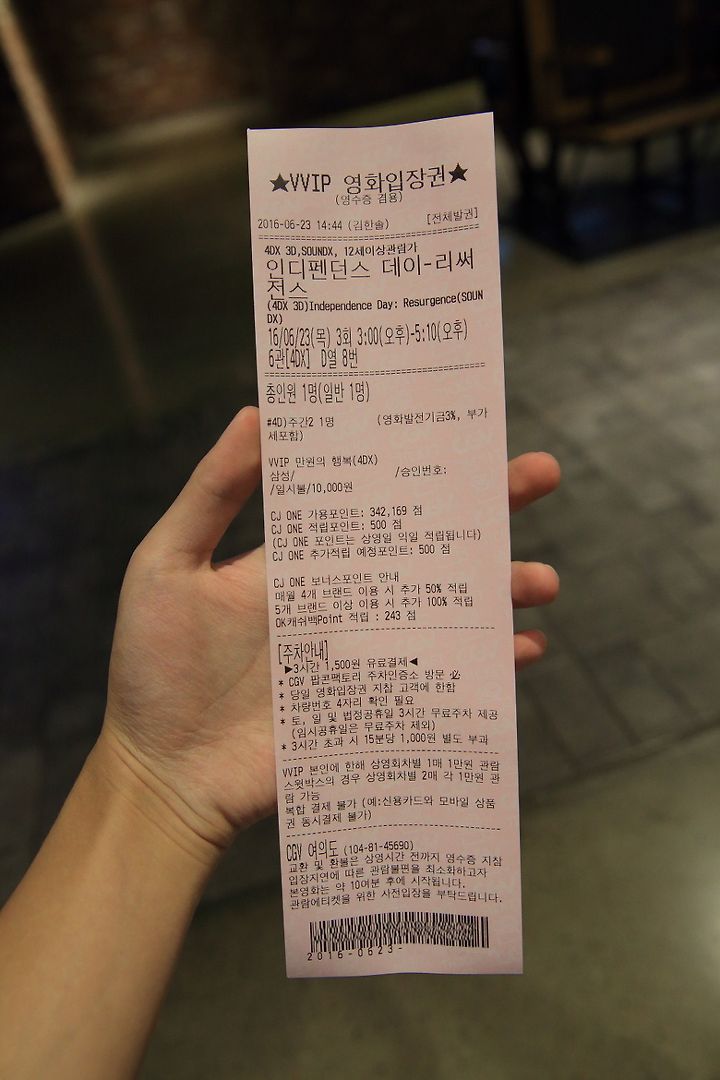 ★VVIP 영화입장권★
(영수증 겸용)
2016-06-23 14:44 (김한솔) [전체발권]
4DX 3D,SOUNDX, 12세이상관람가
인디펜던스 데이-리써
전스
(4DX 3D)Independence Day: Resurgence(SOUN
DX)
16/06/23(목) 3회 3:00(오후)-5:10(오후)
6관[4DX] D열 8번
총인원 1명(일반 1명)
#4D)주간2 1명 (영화발전기금3%, 부가
세포함)
VVIP 만원의 행복(4DX)
삼성/ /승인번호:
/일시불/10,000원
CJ ONE 가용포인트: 342,169 점
CJ ONE 적립포인트: 500 점
(CJ ONE 포인트는 상영일 익일 적립됩니다)
CJ ONE 추가적립 예정포인트: 500 점
CJ ONE 보너스포인트 안내
매월 4개 브랜드 이용 시 추가 50% 적립
5개 브랜드 이상 이용 시 추가 100% 적립
OK캐쉬백Point 적립 : 243 점
[주차안내]
▶3시간 1,500원 유료결제◀
* CGV 팝콘팩토리 주차인증소 방문 必
* 당일 영화입장권 지참 고객에 한함
* 차량번호 4자리 확인 필요
* 토, 일 및 법정공휴일 3시간 무료주차 제공
(임시공휴일은 무료주차 제외)
* 3시간 초과 시 15분당 1,000원 별도 부과
VVIP 본인에 한해 상영회차별 1매 1만원 관람
스윗박스의 경우 상영회차별 2매 각 1만원 관
람 가능
복합 결제 불가 (예:신용카드와 모바일 상품
권 동시결제 불가)
CGV 여의도 (104-81-45690)
교환 및 환불은 상영시간 전까지 영수증 지참
입장지연에 따른 관람불편을 최소화하고자
본영화는 약 10여분 후에 시작됩니다.
관람에티켓을 위한 사전입장을 부탁드립니다.
2016-0623-